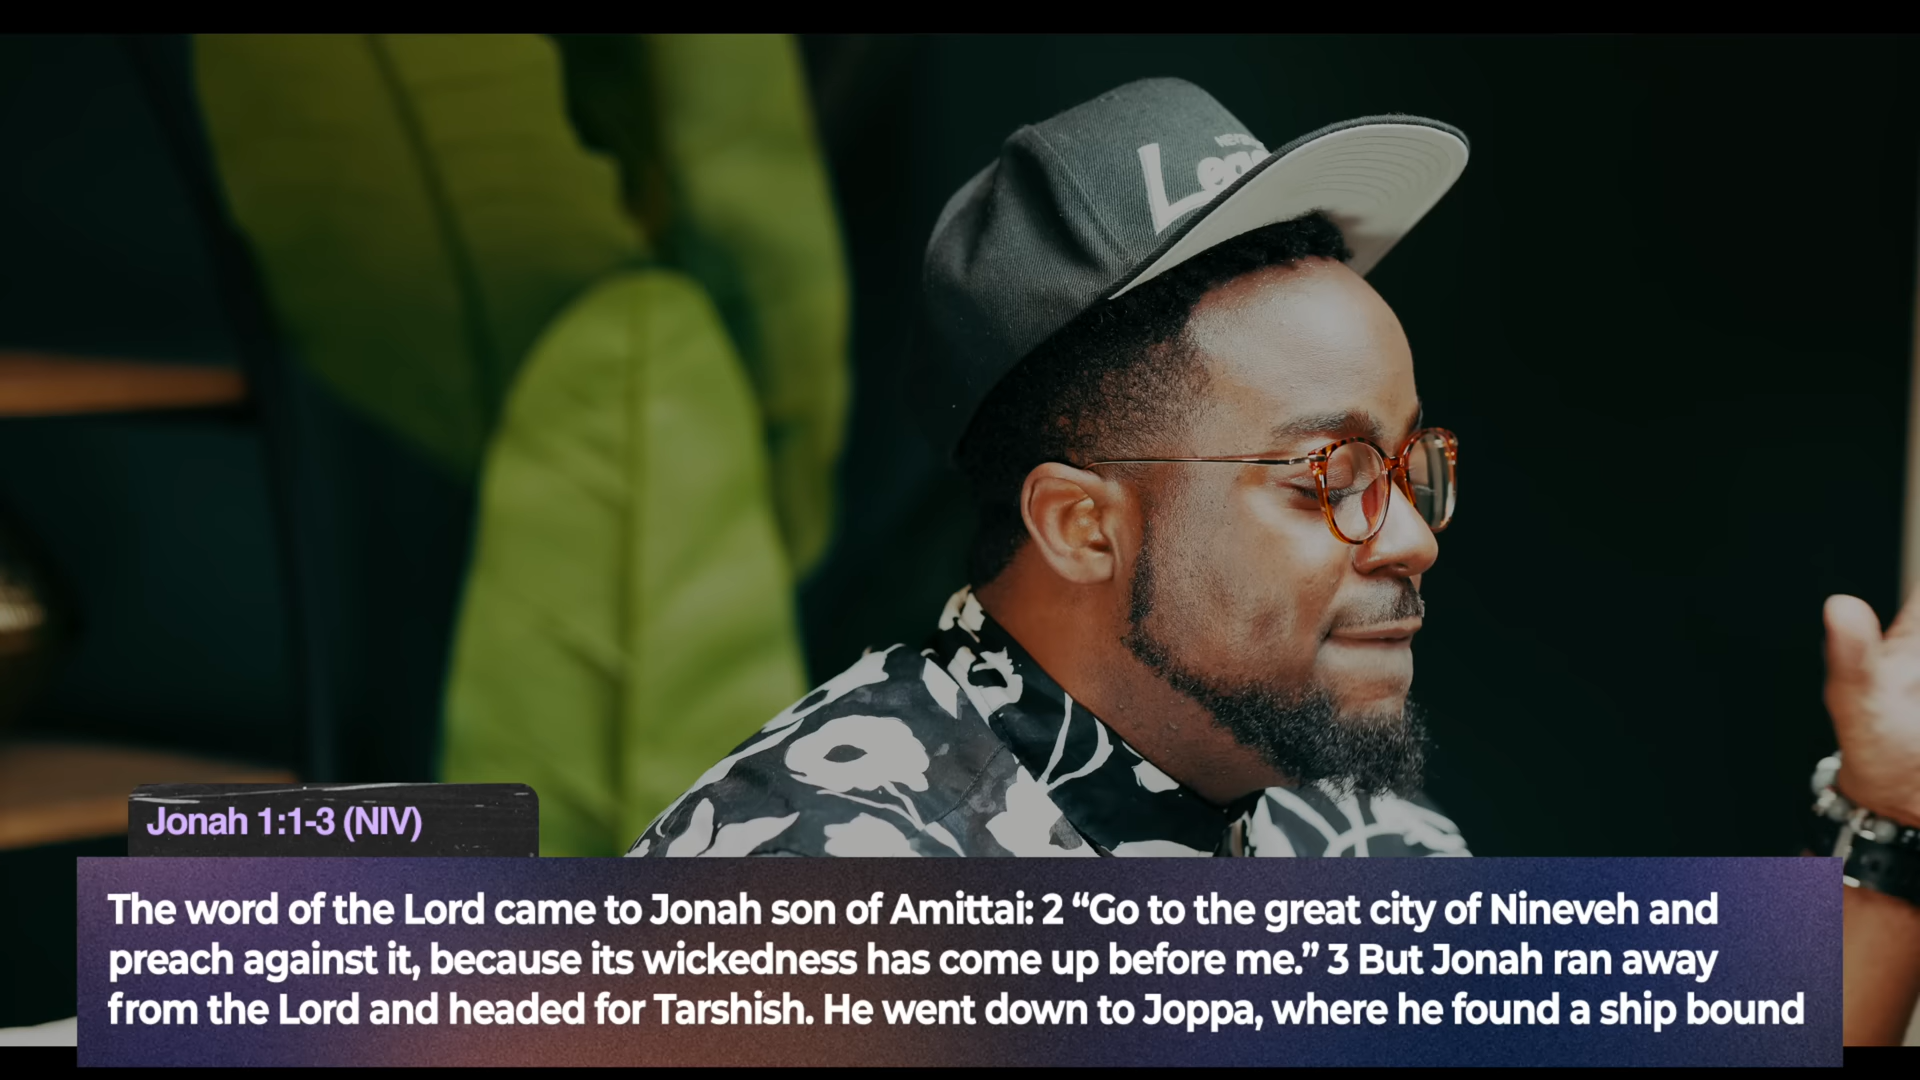 Jonah 1:1-3 (NIV)
The word of the Lord came to Jonah son of Amittai: 2 “Go to the great city of Nineveh and
preach against it, because its wickedness has come up before me.” 3 But Jonah ran away
from the Lord and headed for Tarshish. He went down to Joppa, where he found a ship bound